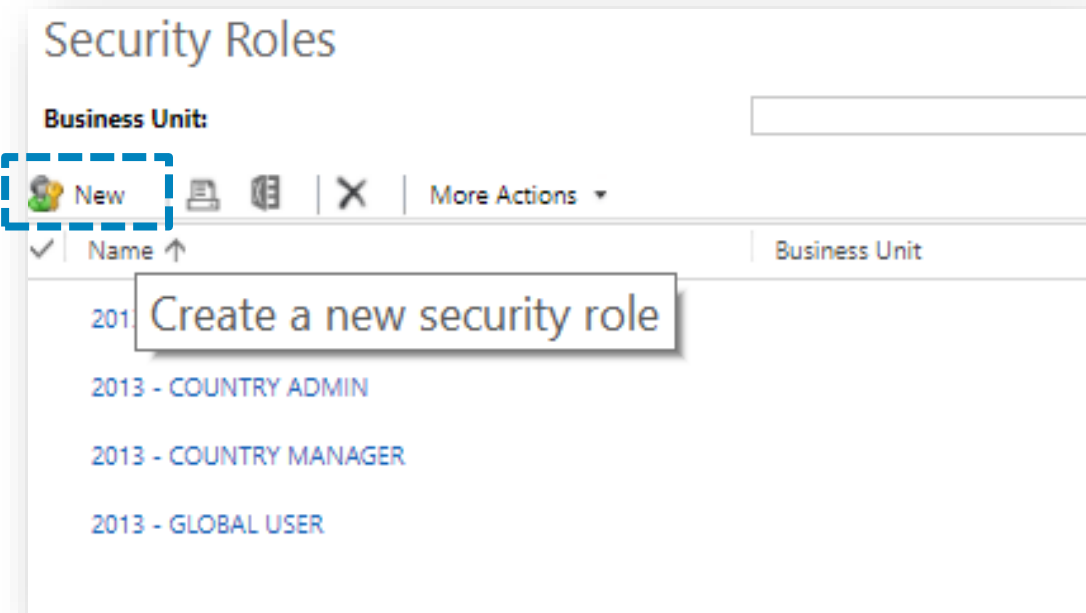 Security Roles
Business Unit:
New More Actions
Name Business Unit
Create a new security role
2013 - COUNTRY ADMIN
2013 - COUNTRY MANAGER
2013 - GLOBAL USER